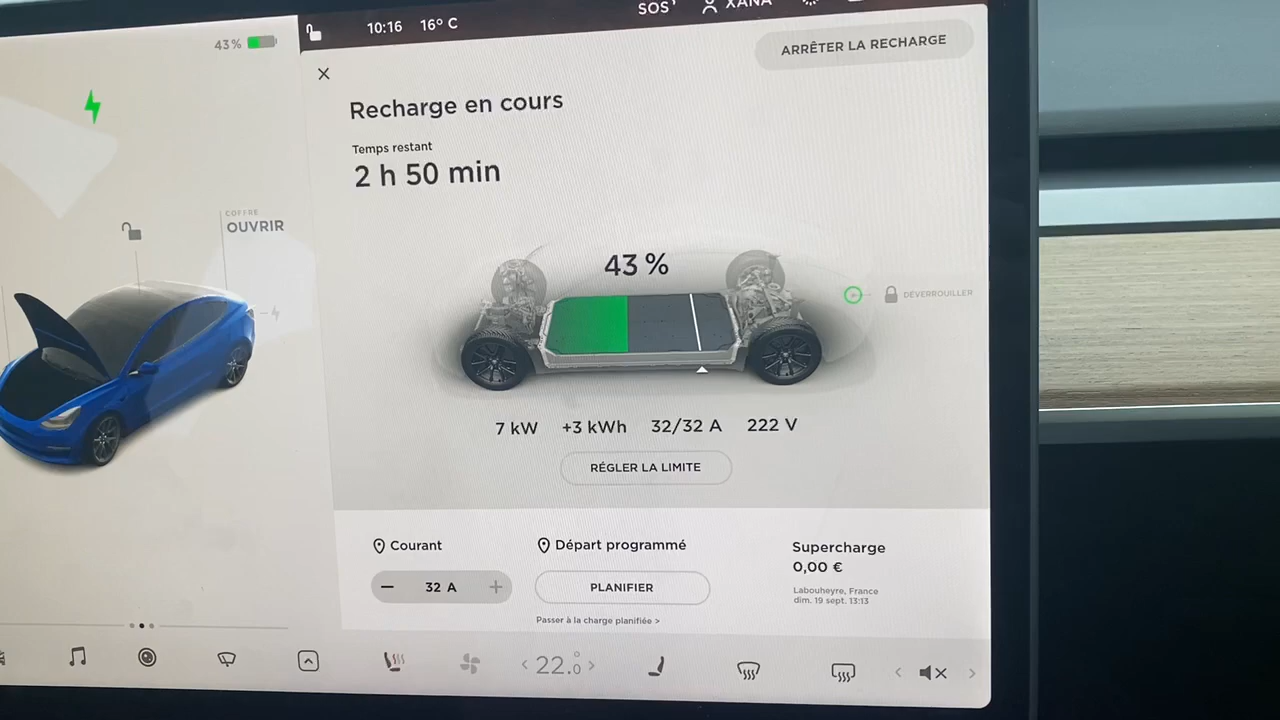 43%
10:16 16° C SOS XANA
ARRÊTER LA RECHARGE
Recharge en cours
Temps restant
2 h 50 min
COFFRE
OUVRIR
43 %
DÉVERROUILLER
7 kW +3 kWh 32/32 A 222 V
RÉGLER LA LIMITE
Courant
32 A
Départ programmé
PLANIFIER
Passer à la charge planifiée >
Supercharge
0,00 €
Labouheyre, France
dim. 19 sept. 13:13
22.0